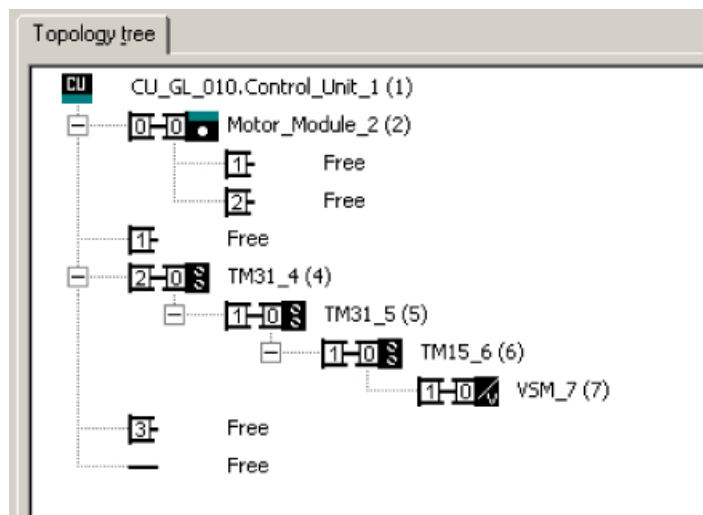 Topology tree
CU CU_GL_010.Control_Unit_1 (1)
0 0 Motor_Module_2 (2)
1 Free
2 Free
1 Free
2 0 TM31_4 (4)
1 0 TM31_5 (5)
1 0 TM15_6 (6)
1 0 V VSM_7 (7)
3 Free
Free